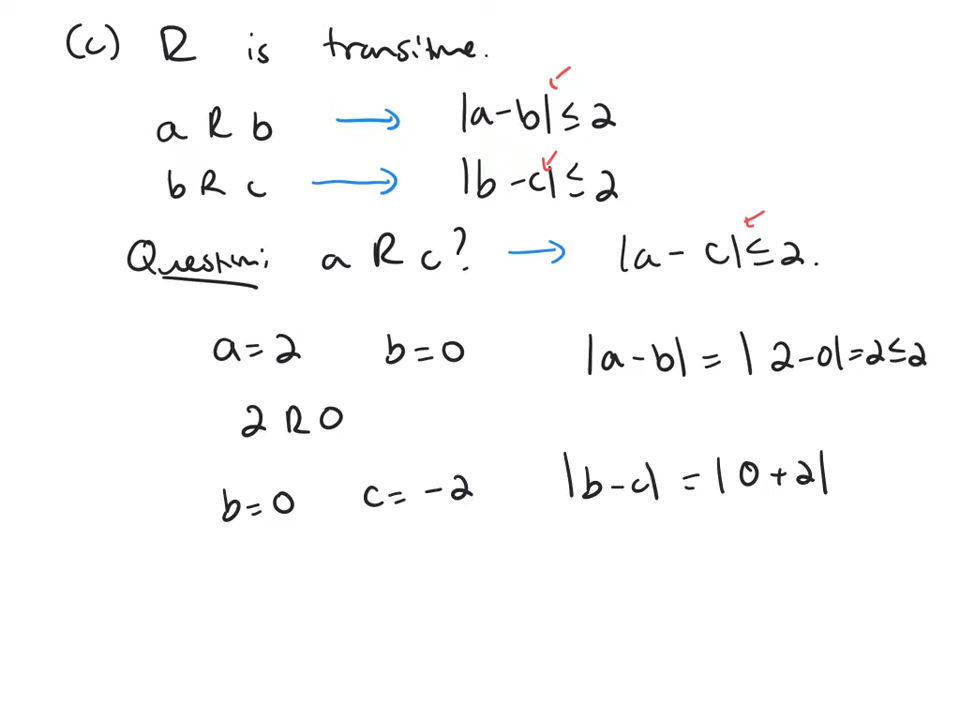 (c) R is transitive.
a R b → |a-b| ≤ 2
b R c → |b-c| ≤ 2
Question: a R c? → |a-c| ≤ 2.
a=2 b=0 |a-b| = |2-0| = 2 ≤ 2
2 R 0
b=0 c=-2 |b-c| = |0+2|